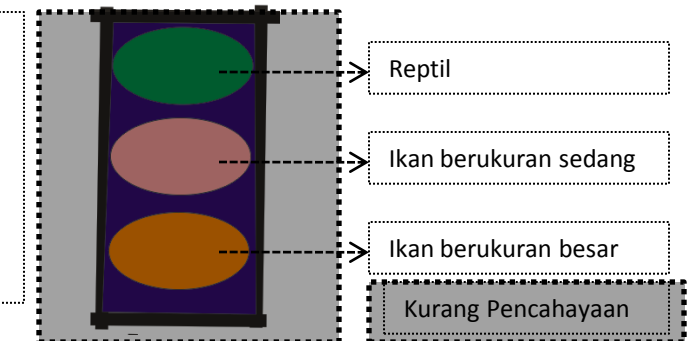 Reptil
Ikan berukuran sedang
Ikan berukuran besar
Kurang Pencahayaan